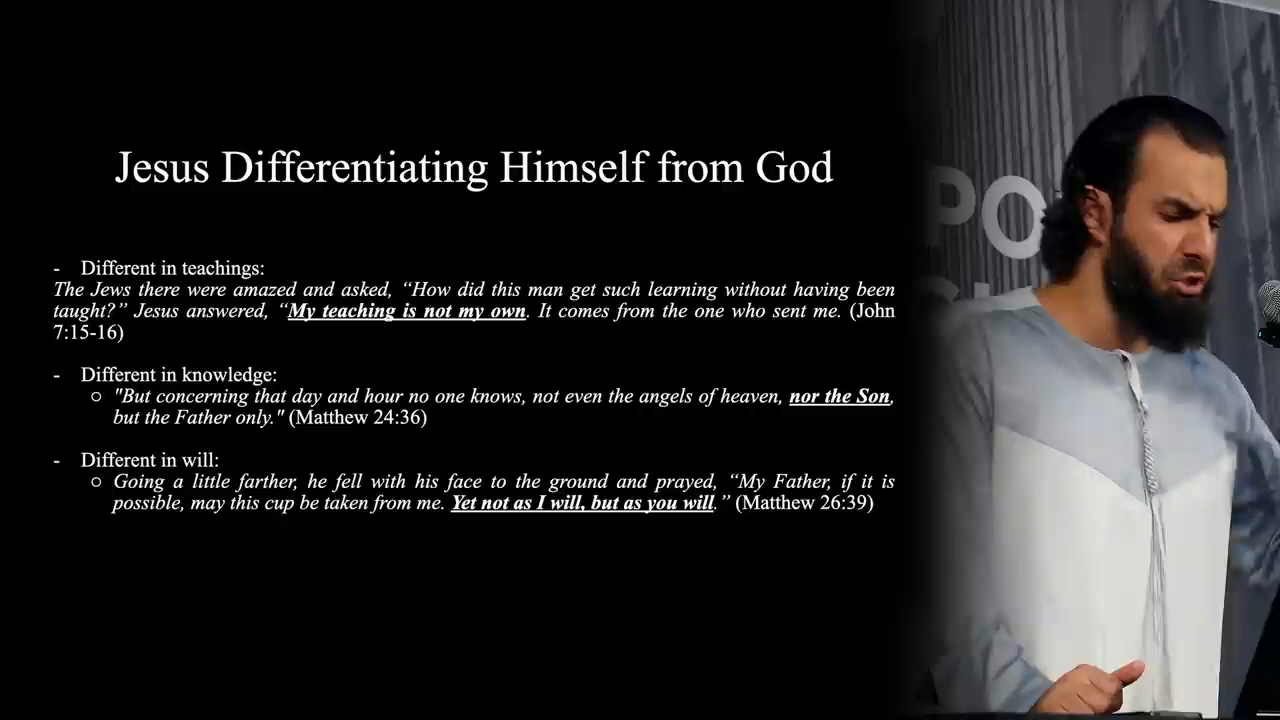 Jesus Differentiating Himself from God
- Different in teachings:
The Jews there were amazed and asked, “How did this man get such learning without having been
taught?” Jesus answered, “My teaching is not my own. It comes from the one who sent me. (John
7:15-16)
- Different in knowledge:
○ "But concerning that day and hour no one knows, not even the angels of heaven, nor the Son,
but the Father only." (Matthew 24:36)
- Different in will:
○ Going a little farther, he fell with his face to the ground and prayed, “My Father, if it is
possible, may this cup be taken from me. Yet not as I will, but as you will.” (Matthew 26:39)